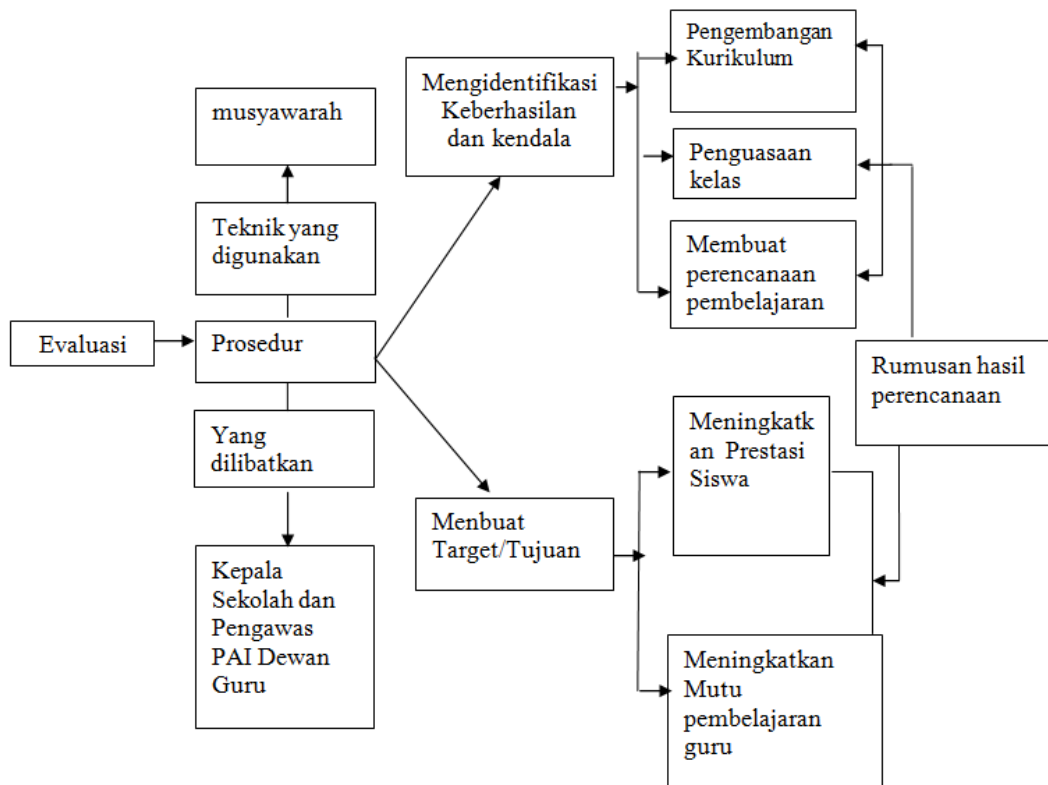 musyawarah
Teknik yang
digunakan
Evaluasi
Prosedur
Yang
dilibatkan
Kepala
Sekolah dan
Pengawas
PAI Dewan
Guru
Mengidentifikasi
Keberhasilan
dan kendala
Menbuat
Target/Tujuan
Pengembangan
Kurikulum
Penguasaan
kelas
Membuat
perencanaan
pembelajaran
Meningkatk
an Prestasi
Siswa
Meningkatkan
Mutu
pembelajaran
guru
Rumusan hasil
perencanaan